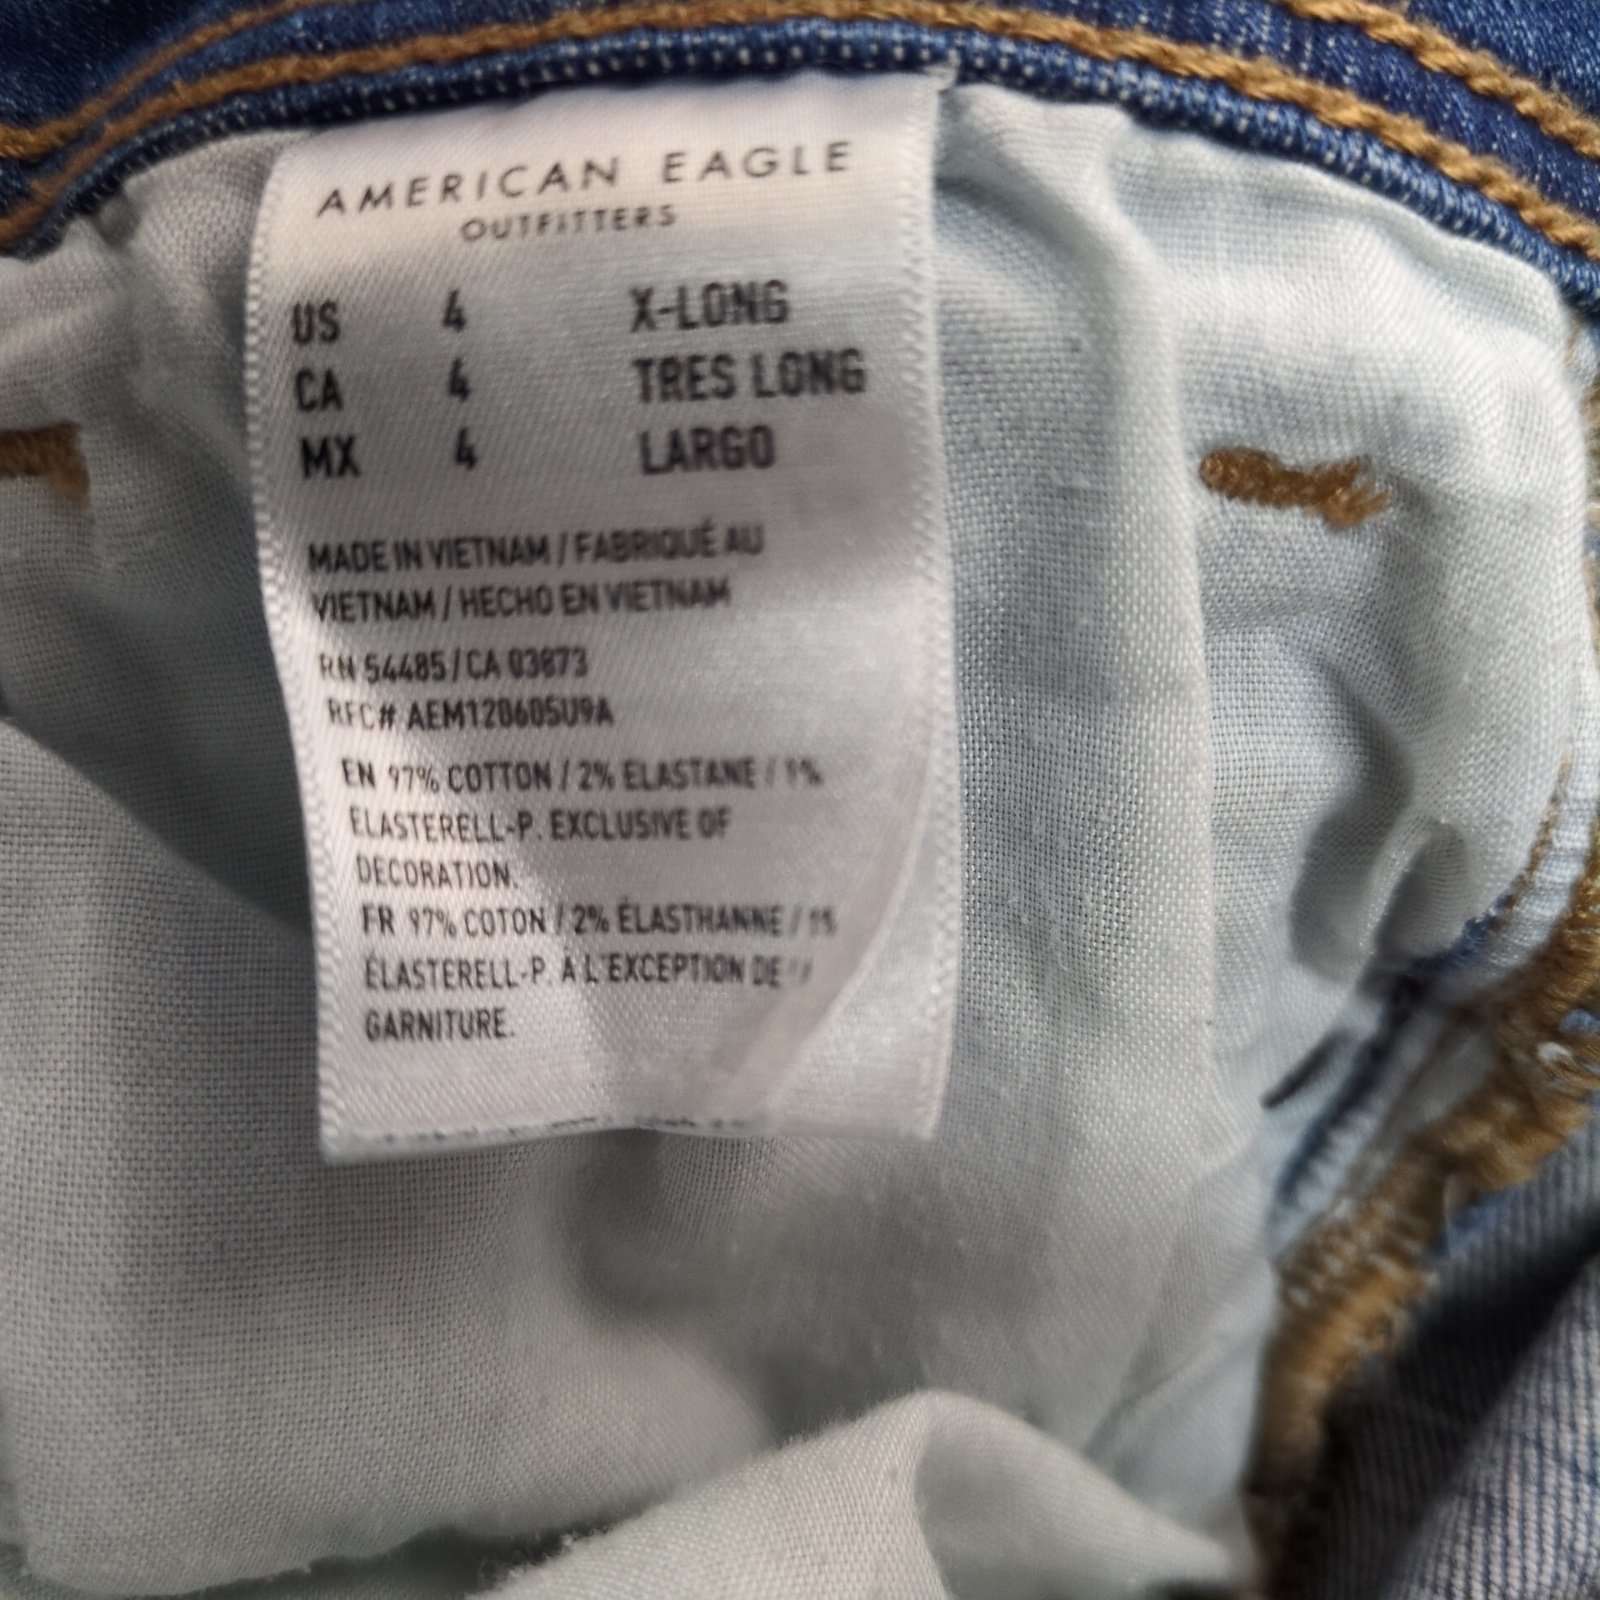 AMERICAN EAGLE
OUTFITTERS
US 4 X-LONG
CA 4 TRES LONG
MX 4 LARGO
MADE IN VIETNAM / FABRIQUÉ AU
VIETNAM / HECHO EN VIETNAM
RN 54485 / CA 03873
RFC# AEM120605U9A
EN 97% COTTON / 2% ELASTANE / 1%
ELASTERELL-P. EXCLUSIVE OF
DECORATION.
FR 97% COTON / 2% ÉLASTHANNE / 1%
ÉLASTERELL-P. A L'EXCEPTION DE
GARNITURE.